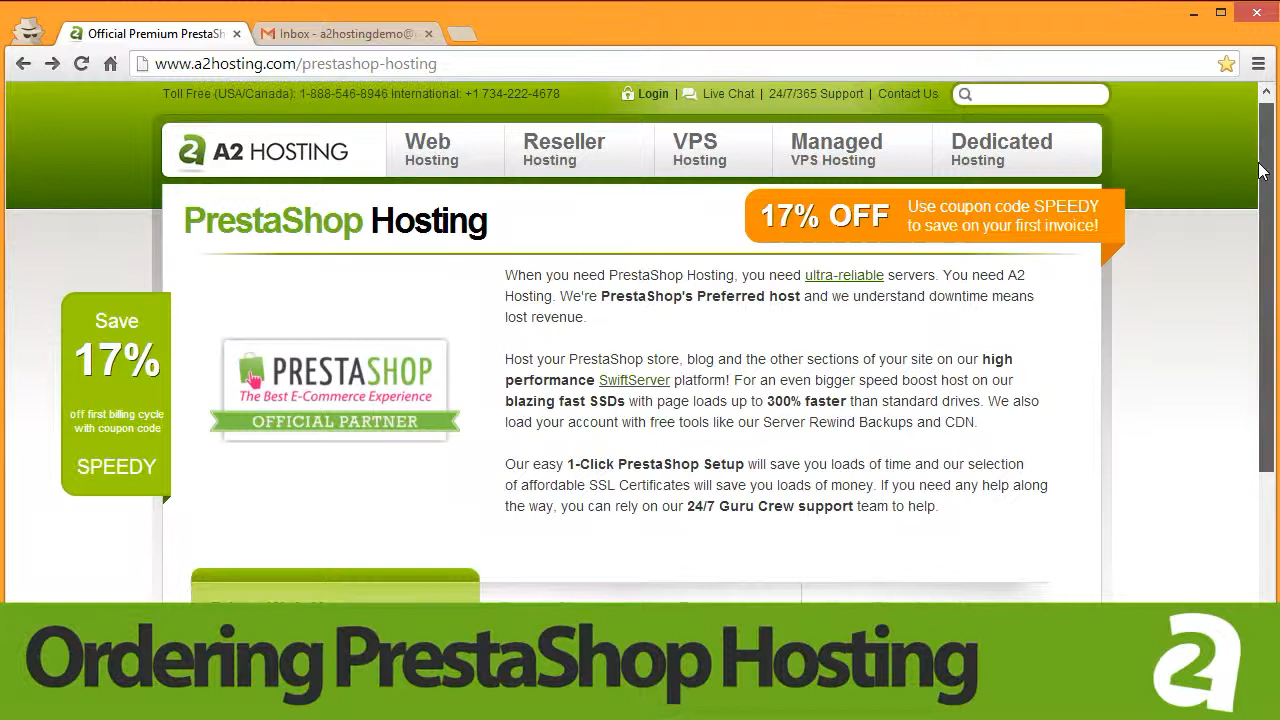 Official Premium PrestaSh
Inbox - a2hostingdemo@
www.a2hosting.com/prestashop-hosting
Toll Free (USA/Canada): 1-888-546-8946 International: +1 734-222-4678
Login | Live Chat | 24/7/365 Support | Contact Us
A2 HOSTING
Web
Hosting
Reseller
Hosting
VPS
Hosting
Managed
VPS Hosting
Dedicated
Hosting
PrestaShop Hosting
17% OFF
Use coupon code SPEEDY
to save on your first invoice!
Save
17%
off first billing cycle
with coupon code
SPEEDY
PRESTASHOP
The Best E-Commerce Experience
OFFICIAL PARTNER
When you need PrestaShop Hosting, you need ultra-reliable servers. You need A2
Hosting. We're PrestaShop's Preferred host and we understand downtime means
lost revenue.
Host your PrestaShop store, blog and the other sections of your site on our high
performance SwiftServer platform! For an even bigger speed boost host on our
blazing fast SSDs with page loads up to 300% faster than standard drives. We also
load your account with free tools like our Server Rewind Backups and CDN.
Our easy 1-Click PrestaShop Setup will save you loads of time and our selection
of affordable SSL Certificates will save you loads of money. If you need any help along
the way, you can rely on our 24/7 Guru Crew support team to help.
Ordering PrestaShop Hosting